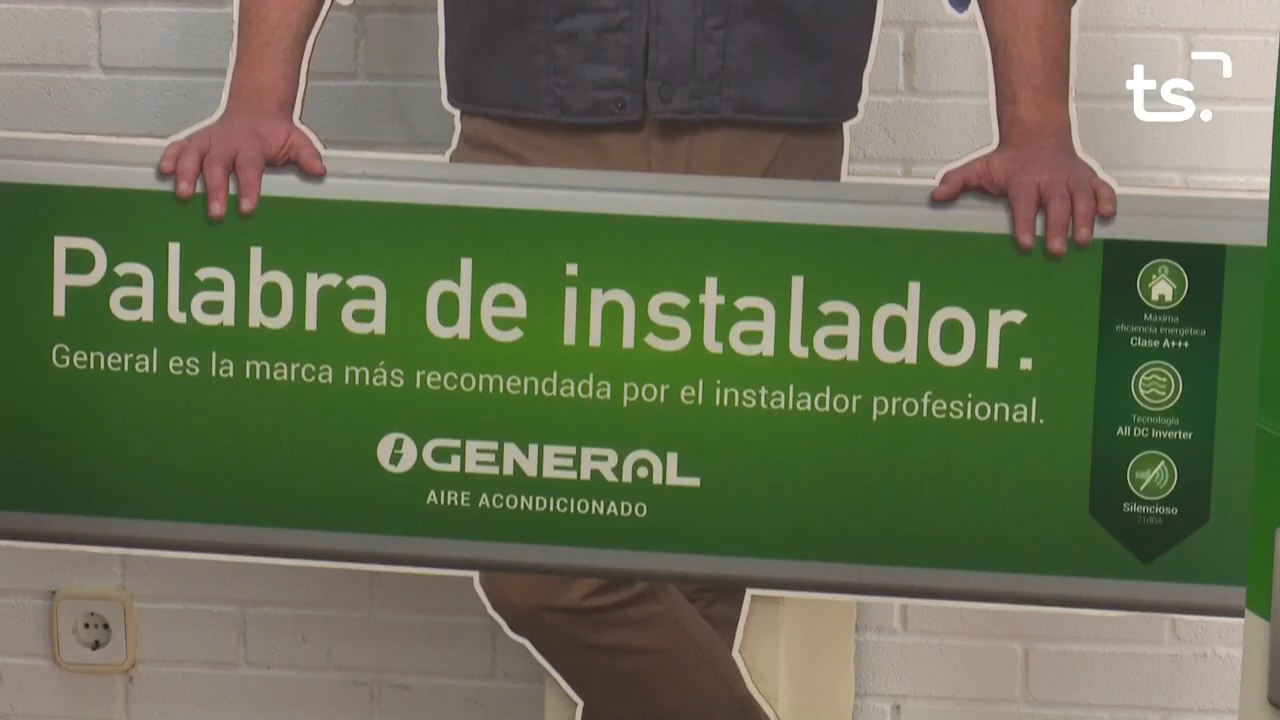 ts.
Palabra de instalador.
General es la marca más recomendada por el instalador profesional.
GENERAL
AIRE ACONDICIONADO
Máxima
eficiencia energética
Clase A+++
Tecnología
All DC Inverter
Silencioso
21dBA